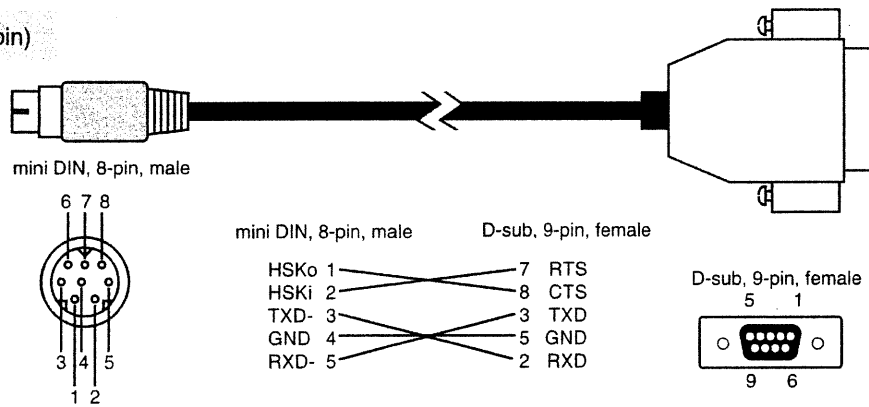 pin)
mini DIN, 8-pin, male
6 7 8
3 4 5
1 2
mini DIN, 8-pin, male D-sub, 9-pin, female
HSKo 1 7 RTS
HSKi 2 8 CTS
TXD- 3 3 TXD
GND 4 5 GND
RXD- 5 2 RXD
D-sub, 9-pin, female
5 1
9 6